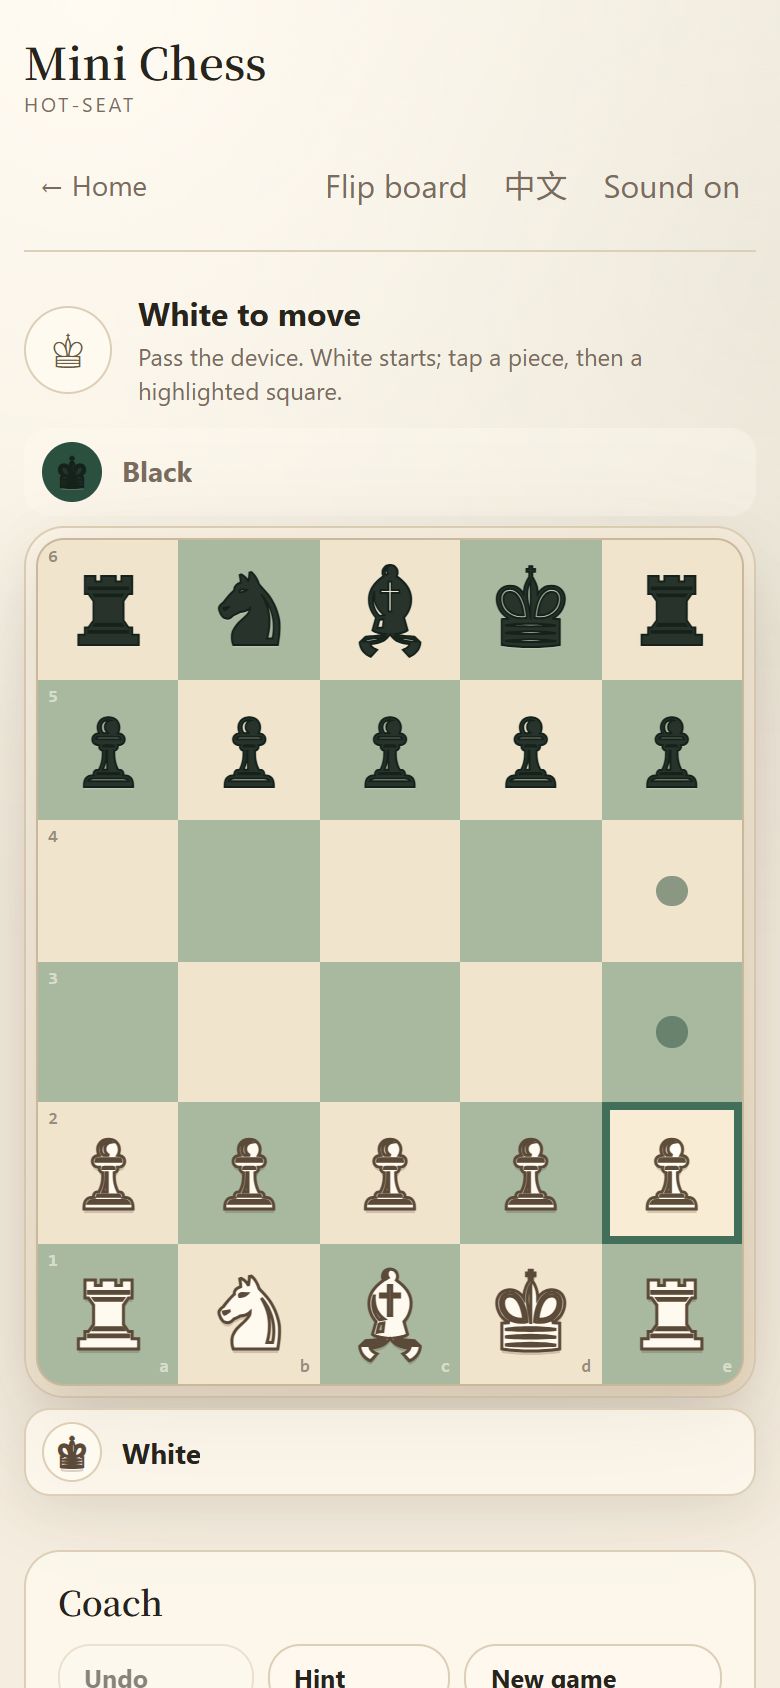 Mini Chess
HOT-SEAT
← Home Flip board 中文 Sound on
White to move
Pass the device. White starts; tap a piece, then a
highlighted square.
Black
6
5
4
3
2
1
a b c d e
White
Coach
Undo Hint New game